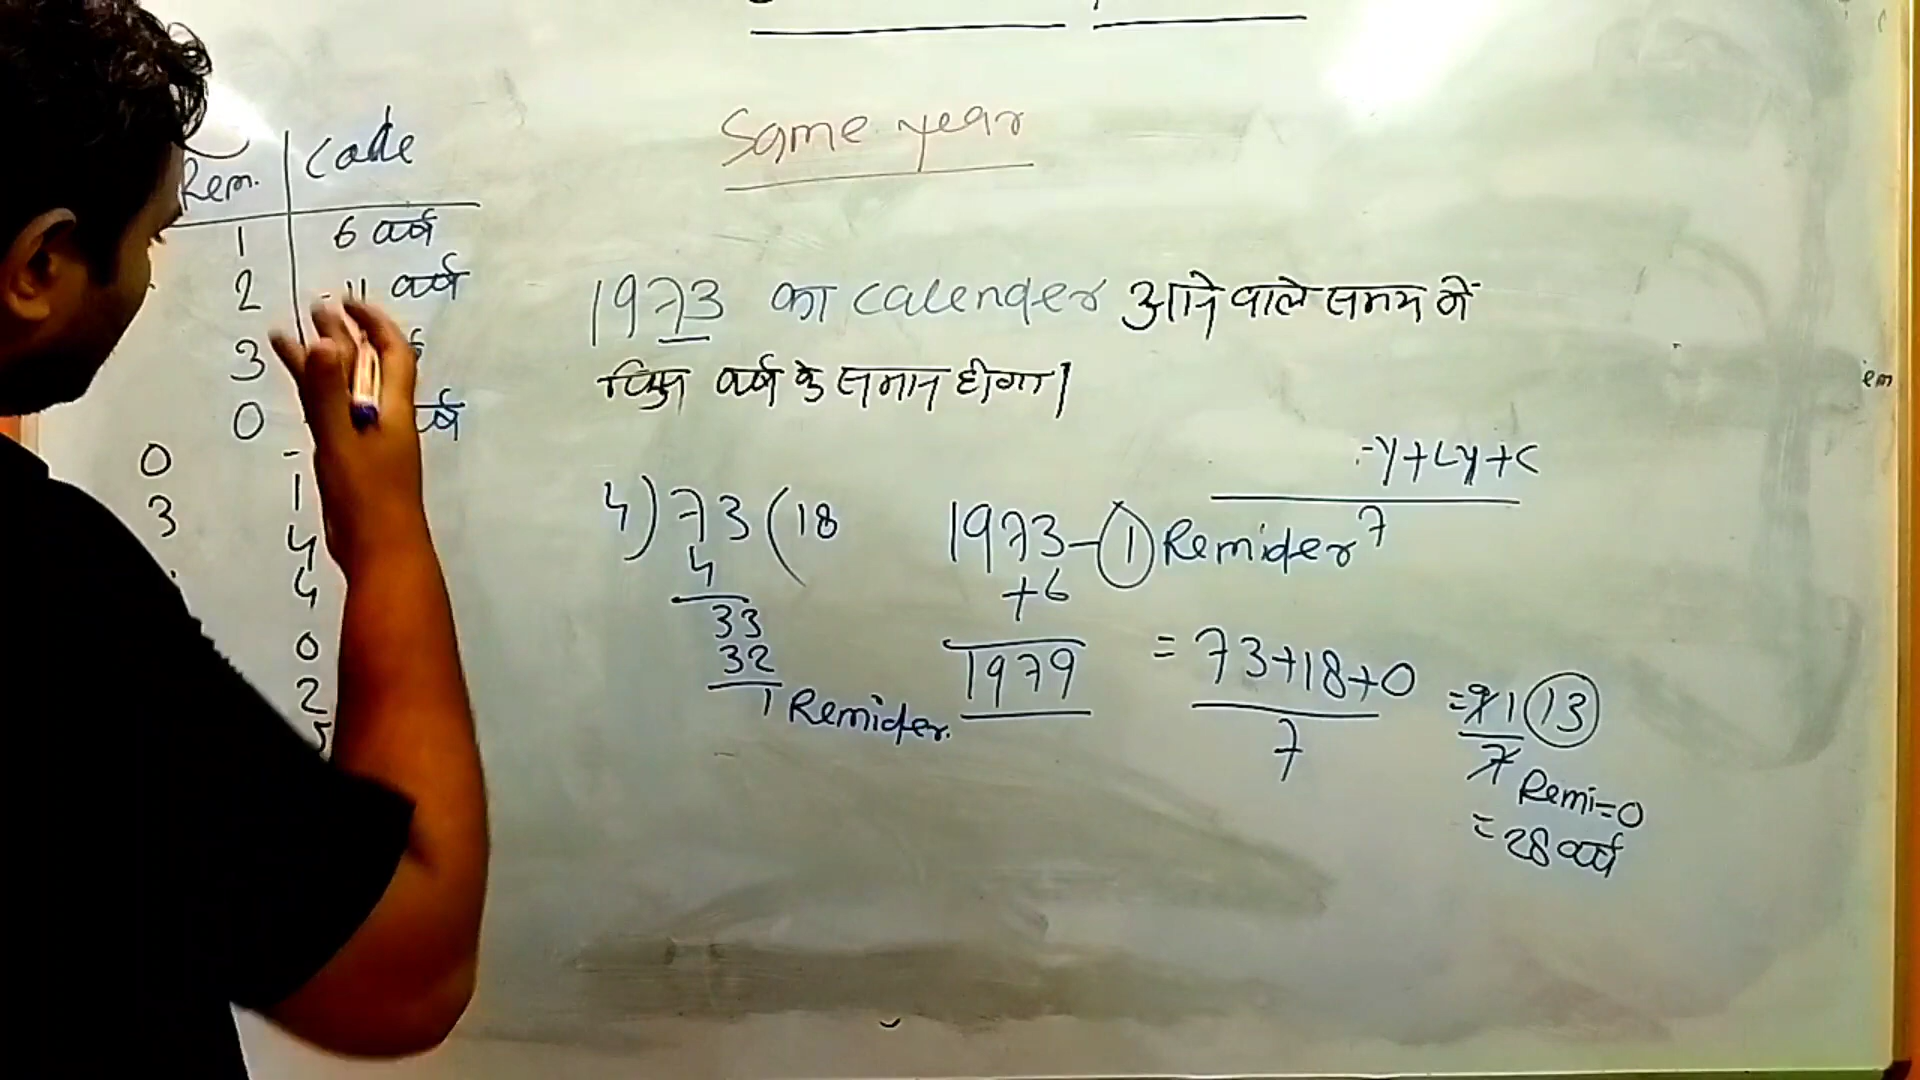 Same year
Rem. Code
1 6 वर्ष
2 11 वर्ष
3
0 वर्ष
0
3 1
4
4
0
2
5
1973 का calender आने वाले समय में
किस वर्ष के समान होगा।
4) 73 (18
4
33
32
1 Remider.
1973 - 1 Remider
+6
1979
-Y+Ly+C
7
= 73+18+0
7
= 91 13
7
Remi=0
= 28 वर्ष
em